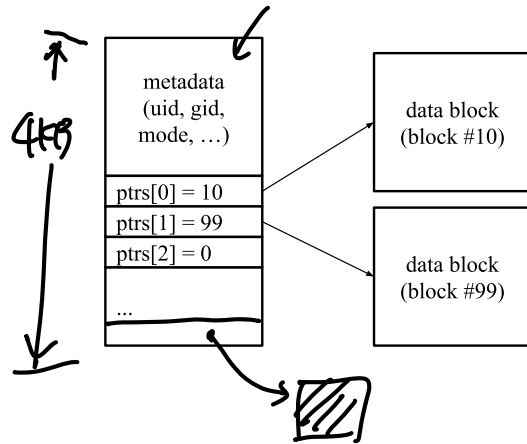 metadata
(uid, gid,
mode, …)
4KB
ptrs[0] = 10
ptrs[1] = 99
ptrs[2] = 0
...
data block
(block #10)
data block
(block #99)